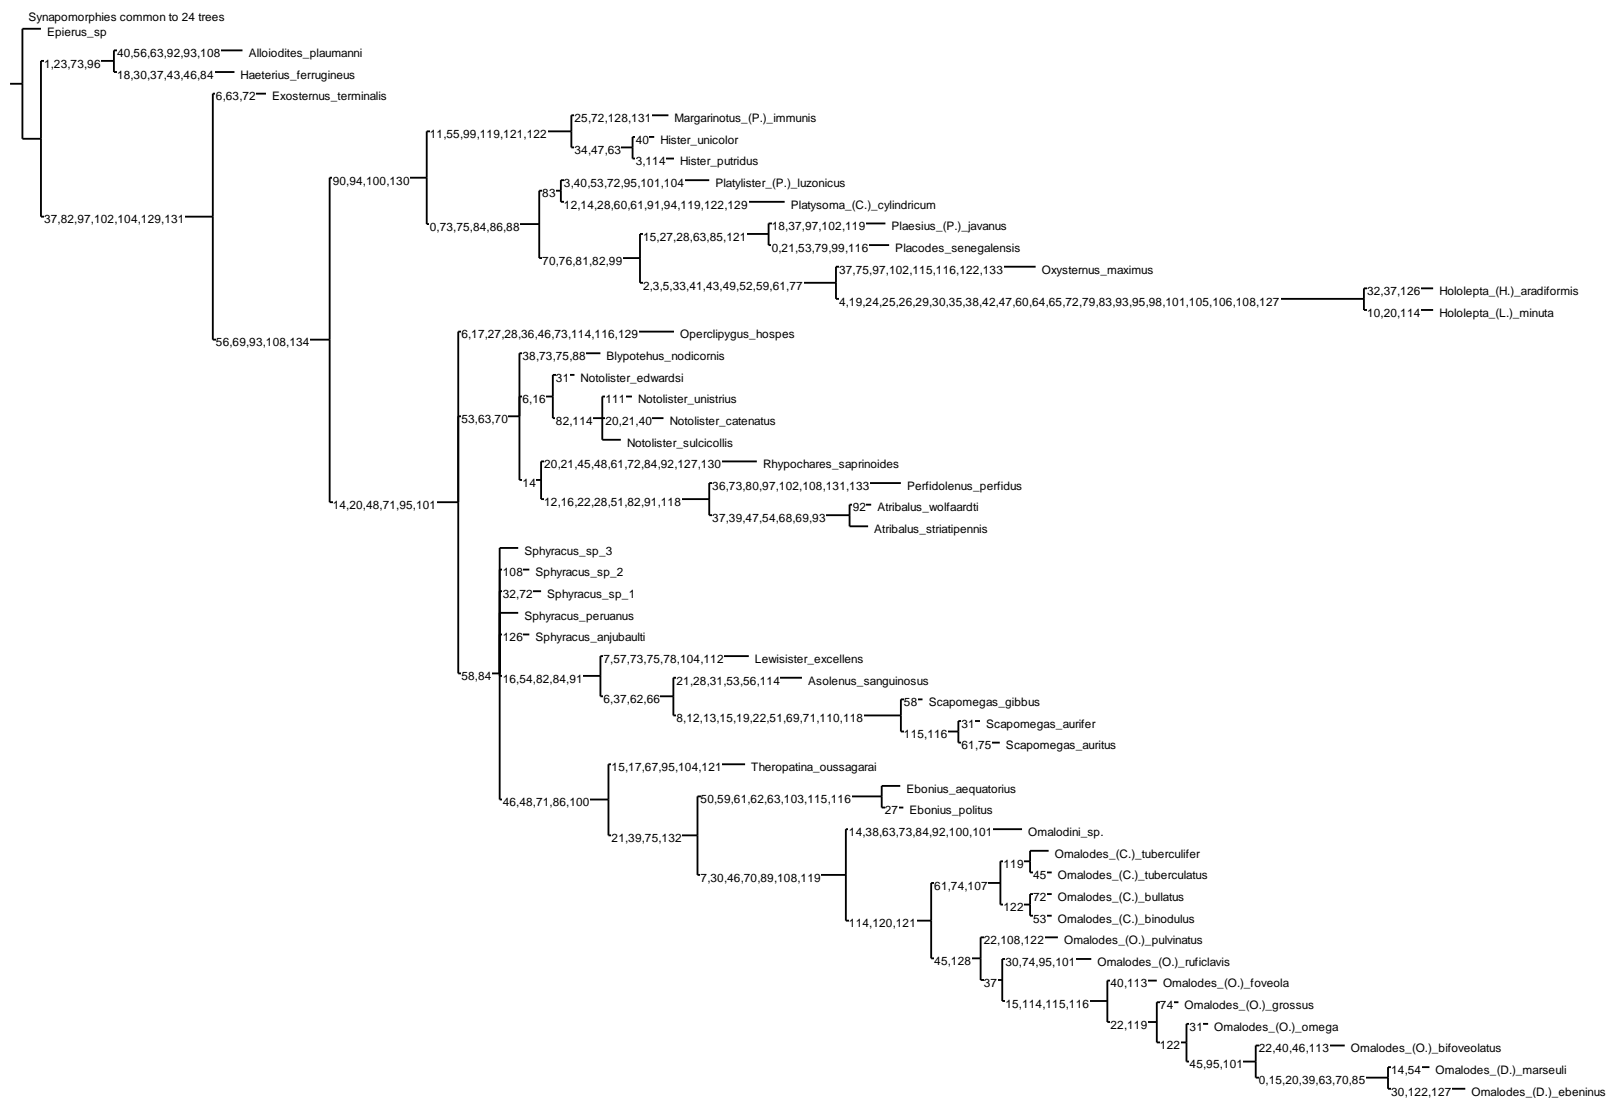 Synapomorphies common to 24 trees
Epierus_sp
40,56,63,92,93,108 Alloiodites_plaumanni
1,23,73,96
18,30,37,43,46,84 Haeterius_ferrugineus
6,63,72 Exosternus_terminalis
25,72,128,131 Margarinotus_(P.)_immunis
11,55,99,119,121,122
40 Hister_unicolor
34,47,63
3,114 Hister_putridus
90,94,100,130
3,40,53,72,95,101,104 Platylister_(P.)_luzonicus
83
12,14,28,60,61,91,94,119,122,129 Platysoma_(C.)_cylindricum
37,82,97,102,104,129,131
0,73,75,84,86,88
18,37,97,102,119 Plaesius_(P.)_javanus
15,27,28,63,85,121
0,21,53,79,99,116 Placodes_senegalensis
70,76,81,82,99
37,75,97,102,115,116,122,133 Oxysternus_maximus
2,3,5,33,41,43,49,52,59,61,77
32,37,126 Hololepta_(H.)_aradiformis
4,19,24,25,26,29,30,35,38,42,47,60,64,65,72,79,83,93,95,98,101,105,106,108,127
10,20,114 Hololepta_(L.)_minuta
6,17,27,28,36,46,73,114,116,129 Operclipygus_hospes
56,69,93,108,134
38,73,75,88 Blypotehus_nodicornis
31 Notolister_edwardsi
6,16
111 Notolister_unistrius
53,63,70
82,114
20,21,40 Notolister_catenatus
Notolister_sulcicollis
20,21,45,48,61,72,84,92,127,130 Rhypochares_saprinoides
14
36,73,80,97,102,108,131,133 Perfidolenus_perfidus
12,16,22,28,51,82,91,118
14,20,48,71,95,101
92 Atribalus_wolfaardti
37,39,47,54,68,69,93
Atribalus_striatipennis
Sphyracus_sp_3
108 Sphyracus_sp_2
32,72 Sphyracus_sp_1
Sphyracus_peruanus
126 Sphyracus_anjubaulti
7,57,73,75,78,104,112 Lewisister_excellens
58,84
16,54,82,84,91
21,28,31,53,56,114 Asolenus_sanguinosus
6,37,62,66
58 Scapomegas_gibbus
8,12,13,15,19,22,51,69,71,110,118
31 Scapomegas_aurifer
115,116
61,75 Scapomegas_auritus
15,17,67,95,104,121 Theropatina_oussagarai
46,48,71,86,100
Ebonius_aequatorius
50,59,61,62,63,103,115,116
27 Ebonius_politus
21,39,75,132
14,38,63,73,84,92,100,101 Omalodini_sp.
7,30,46,70,89,108,119
Omalodes_(C.)_tuberculifer
119
45 Omalodes_(C.)_tuberculatus
61,74,107
72 Omalodes_(C.)_bullatus
122
53 Omalodes_(C.)_binodulus
114,120,121
22,108,122 Omalodes_(O.)_pulvinatus
45,128
30,74,95,101 Omalodes_(O.)_ruficlavis
37
40,113 Omalodes_(O.)_foveola
15,114,115,116
74 Omalodes_(O.)_grossus
22,119
31 Omalodes_(O.)_omega
122
22,40,46,113 Omalodes_(O.)_bifoveolatus
45,95,101
14,54 Omalodes_(D.)_marseuli
0,15,20,39,63,70,85
30,122,127 Omalodes_(D.)_ebeninus